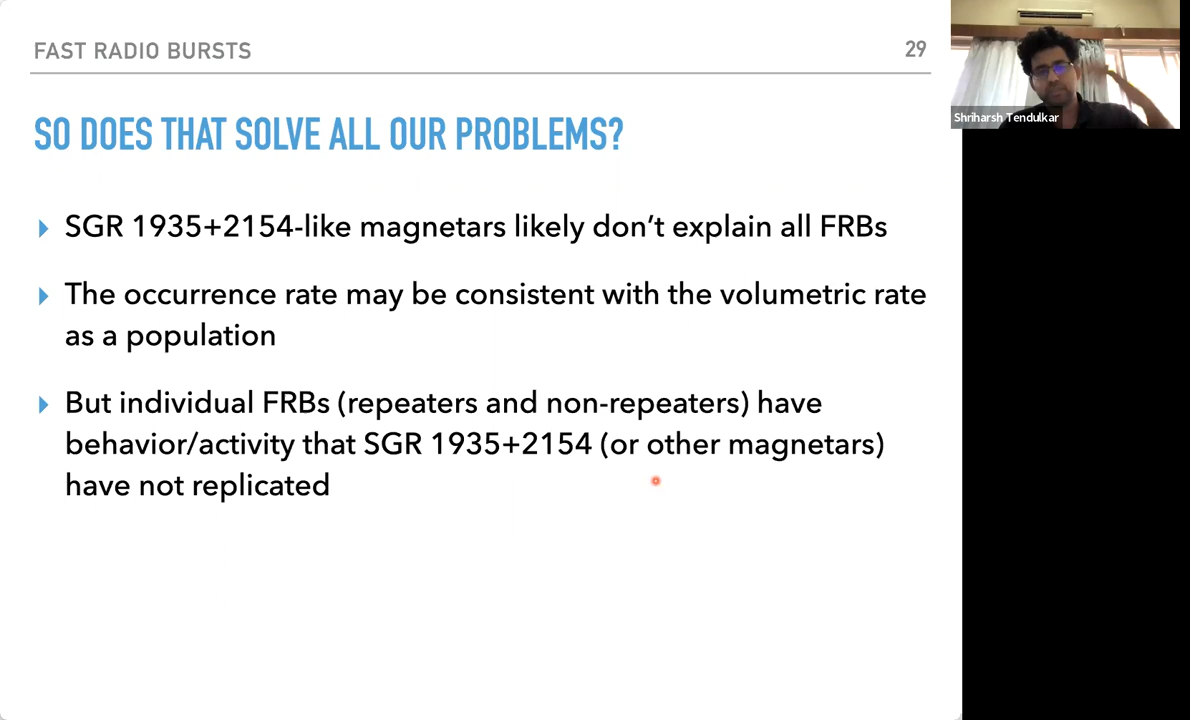 FAST RADIO BURSTS
29
SO DOES THAT SOLVE ALL OUR PROBLEMS?
SGR 1935+2154-like magnetars likely don’t explain all FRBs
The occurrence rate may be consistent with the volumetric rate
as a population
But individual FRBs (repeaters and non-repeaters) have
behavior/activity that SGR 1935+2154 (or other magnetars)
have not replicated
Shriharsh Tendulkar